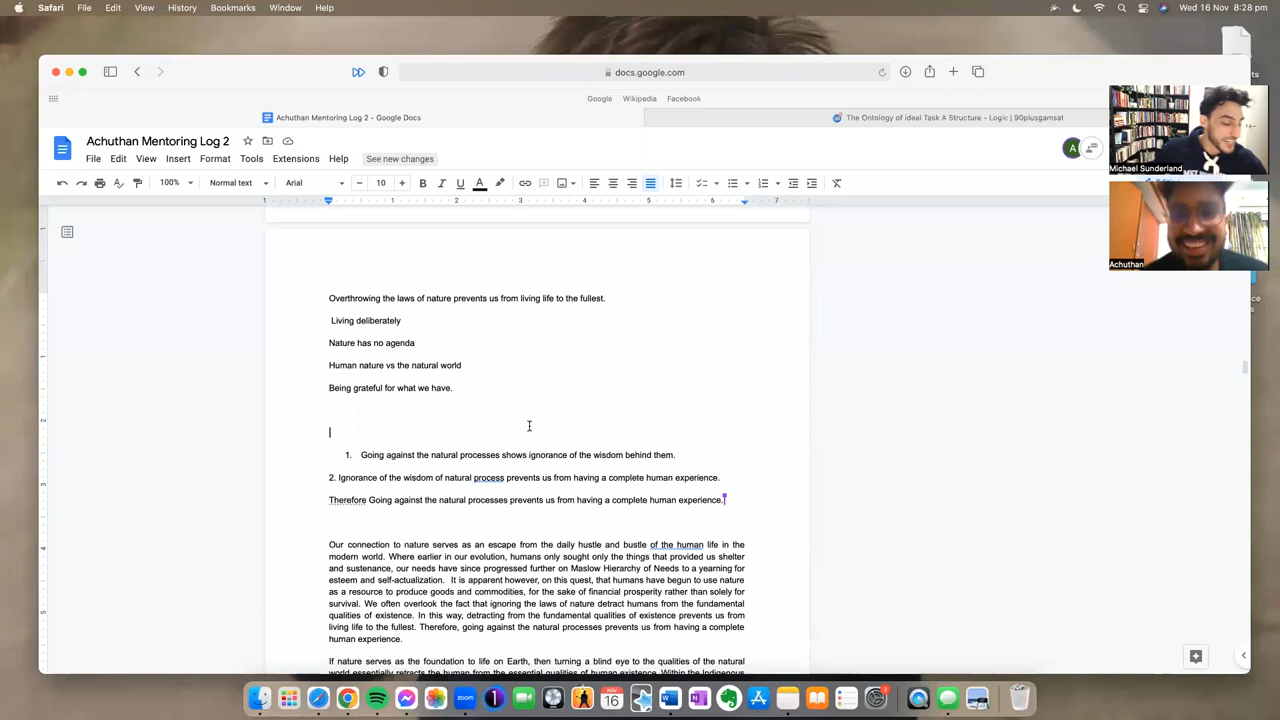 Safari File Edit View History Bookmarks Window Help Wed 16 Nov 8:28 pm
docs.google.com
Google Wikipedia Facebook
Achuthan Mentoring Log 2 - Google Docs The Ontology of ideal Task A Structure - Logic | 90plusgamsat
Achuthan Mentoring Log 2
File Edit View Insert Format Tools Extensions Help See new changes
100% Normal text Arial 10
Michael Sunderland
Achuthan
Overthrowing the laws of nature prevents us from living life to the fullest.
Living deliberately
Nature has no agenda
Human nature vs the natural world
Being grateful for what we have.
1. Going against the natural processes shows ignorance of the wisdom behind them.
2. Ignorance of the wisdom of natural process prevents us from having a complete human experience.
Therefore Going against the natural processes prevents us from having a complete human experience.
Our connection to nature serves as an escape from the daily hustle and bustle of the human life in the
modern world. Where earlier in our evolution, humans only sought only the things that provided us shelter
and sustenance, our needs have since progressed further on Maslow Hierarchy of Needs to a yearning for
esteem and self-actualization. It is apparent however, on this quest, that humans have begun to use nature
as a resource to produce goods and commodities, for the sake of financial prosperity rather than solely for
survival. We often overlook the fact that ignoring the laws of nature detract humans from the fundamental
qualities of existence. In this way, detracting from the fundamental qualities of existence prevents us from
living life to the fullest. Therefore, going against the natural processes prevents us from having a complete
human experience.
If nature serves as the foundation to life on Earth, then turning a blind eye to the qualities of the natural
world essentially retracts the human from the essential qualities of human existence. Within the Indigenous